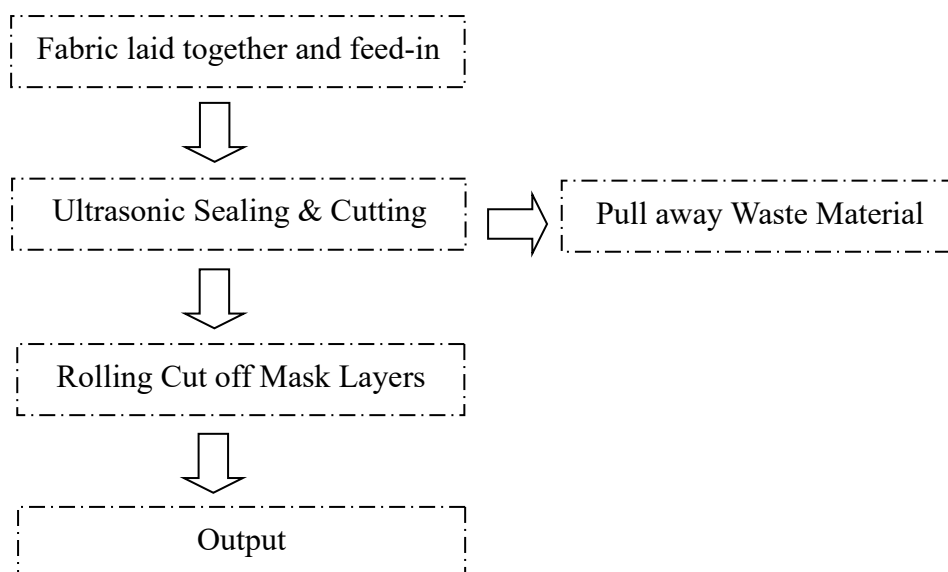 Fabric laid together and feed-in
Ultrasonic Sealing & Cutting
Pull away Waste Material
Rolling Cut off Mask Layers
Output